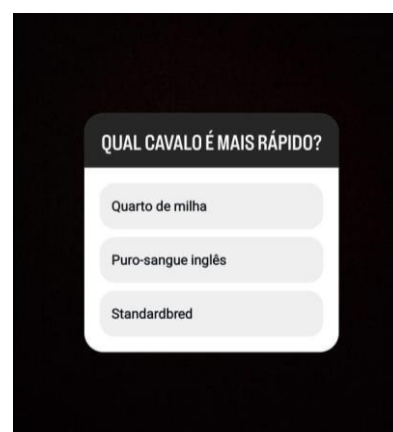 QUAL CAVALO É MAIS RÁPIDO?
Quarto de milha
Puro-sangue inglês
Standardbred